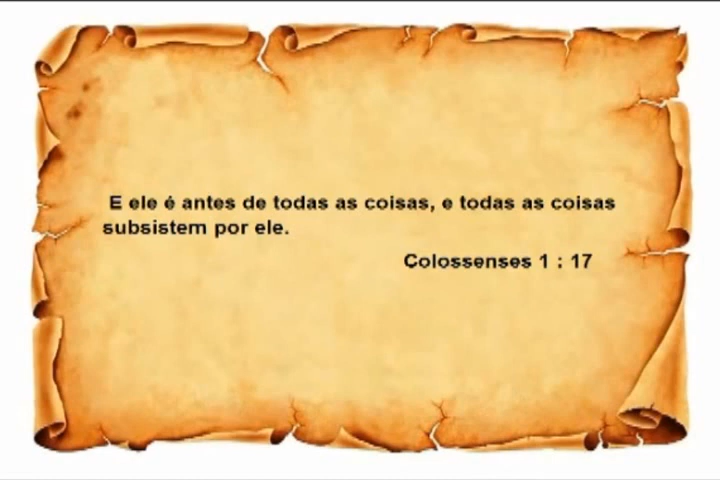 E ele é antes de todas as coisas, e todas as coisas
subsistem por ele.
Colossenses 1 : 17